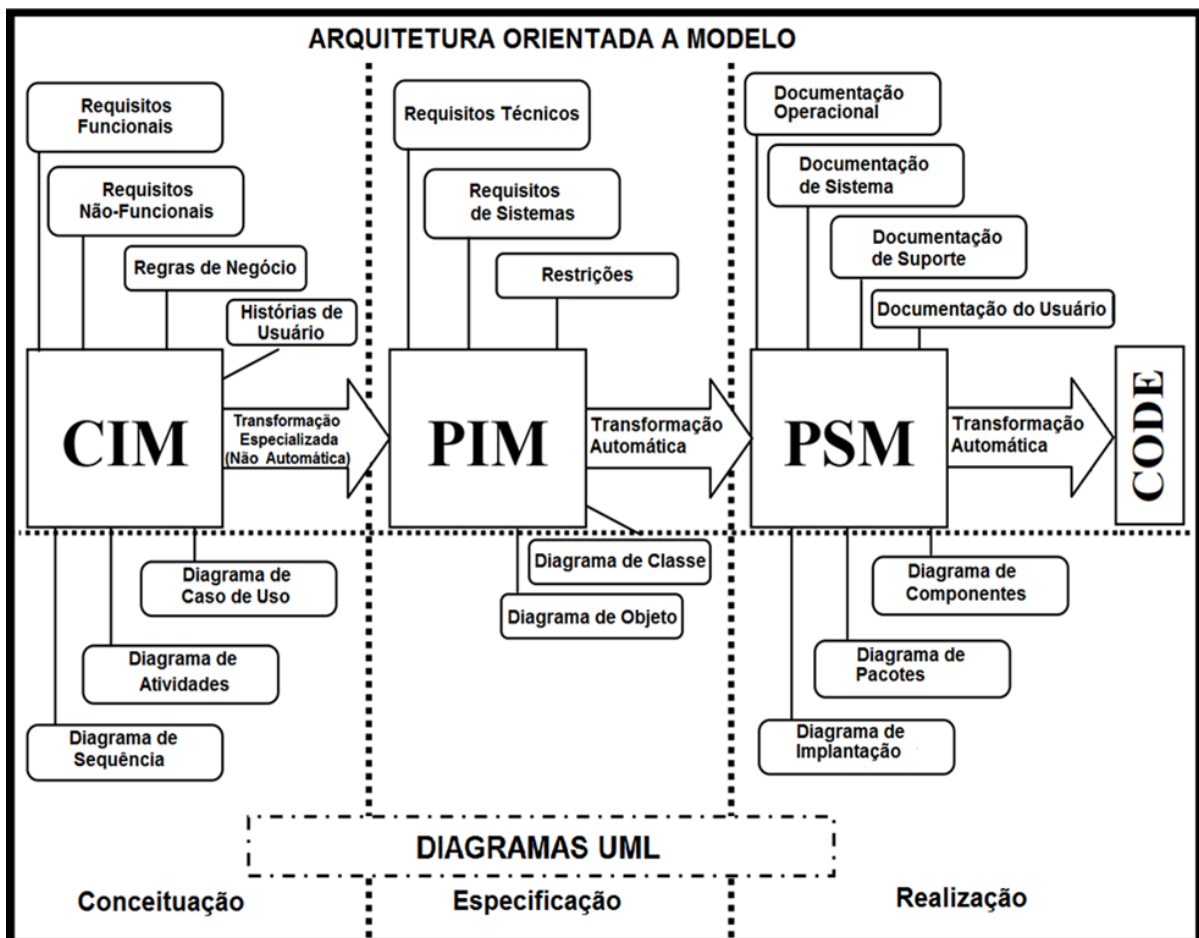 ARQUITETURA ORIENTADA A MODELO
Requisitos
Funcionais
Requisitos
Não-Funcionais
Regras de Negócio
Histórias de
Usuário
CIM
Transformação
Especializada
(Não Automática)
Diagrama de
Caso de Uso
Diagrama de
Atividades
Diagrama de
Sequência
Requisitos Técnicos
Requisitos
de Sistemas
Restrições
PIM
Transformação
Automática
Diagrama de Classe
Diagrama de Objeto
Documentação
Operacional
Documentação
de Sistema
Documentação
de Suporte
Documentação do Usuário
PSM
Transformação
Automática
CODE
Diagrama de
Componentes
Diagrama de
Pacotes
Diagrama de
Implantação
DIAGRAMAS UML
Conceituação
Especificação
Realização